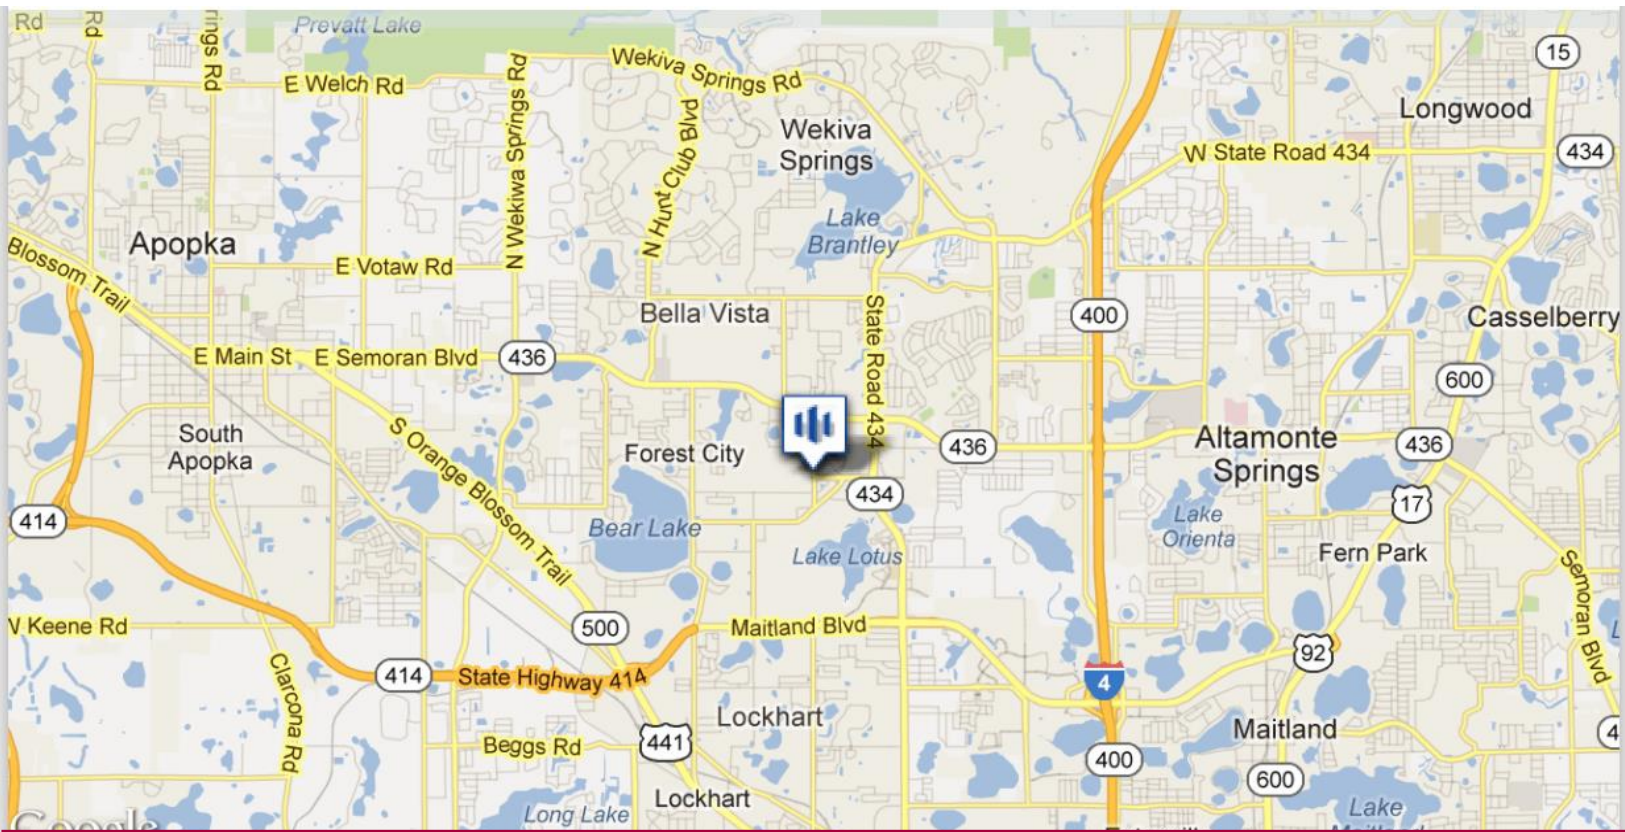 Rd
Rd
rings Rd
Prevatt Lake
E Welch Rd
N Wekiwa Springs Rd
Wekiva Springs Rd
N Hunt Club Blvd
Wekiva
Springs
15
Longwood
W State Road 434
434
Lake
Brantley
Apopka
Blossom Trail
E Votaw Rd
Bella Vista
State Road 434
400
Casselberry
E Main St
E Semoran Blvd
436
600
South
Apopka
S Orange Blossom Trail
Forest City
436
Altamonte
Springs
436
434
17
414
Bear Lake
Lake Lotus
Lake
Orienta
Fern Park
Semoran Blvd
W Keene Rd
500
Maitland Blvd
92
Clarcona Rd
414
State Highway 414
4
Lockhart
Maitland
4
Beggs Rd
441
400
600
Lockhart
Long Lake
Lake
Google